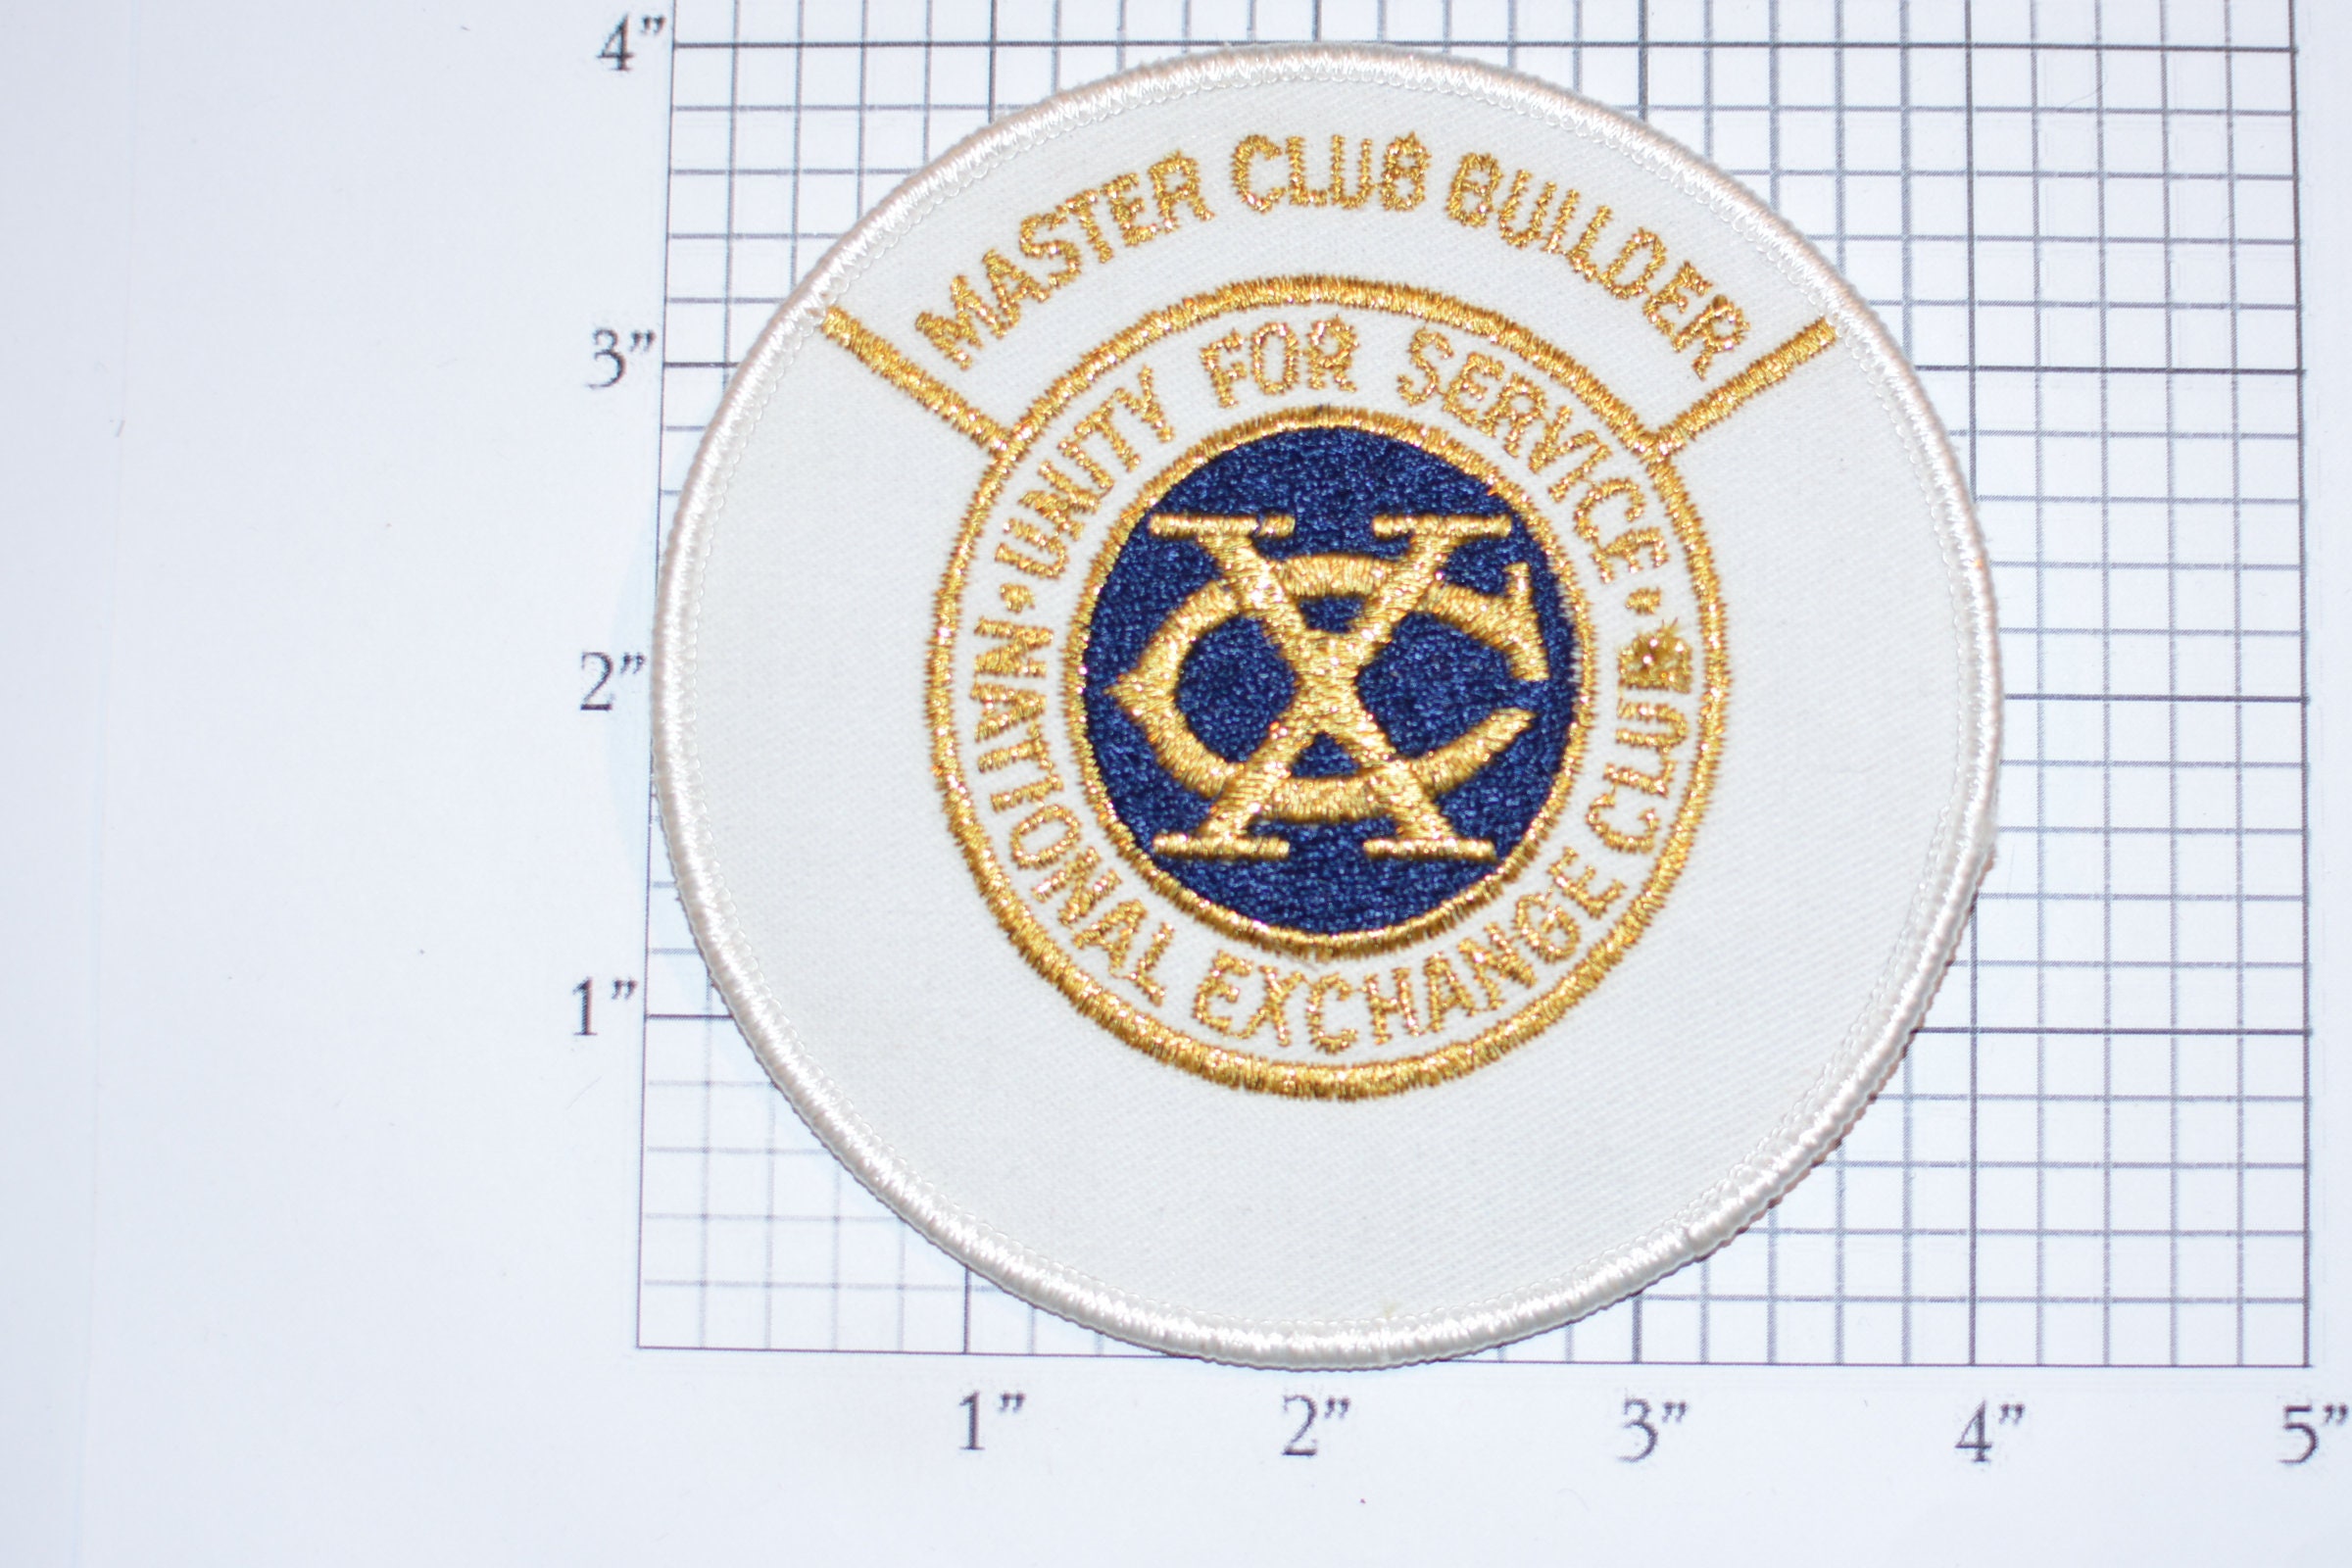 4”
MASTER CLUB BUILDER
3”
· UNITY FOR SERVICE ·
XC
2”
NATIONAL EXCHANGE CLUB
1”
1” 2” 3” 4” 5”